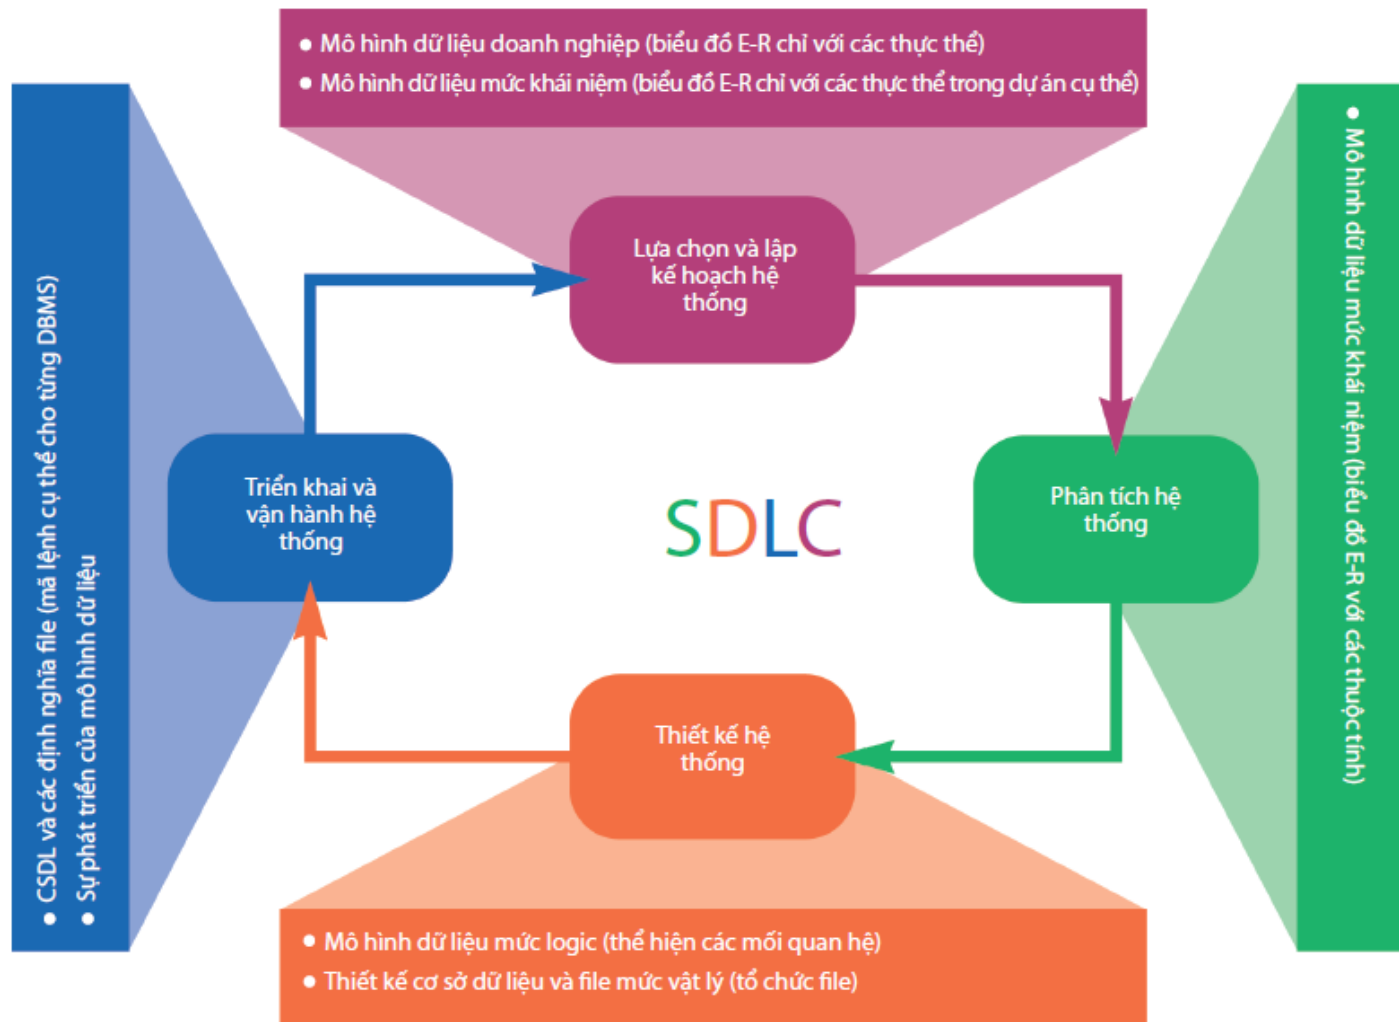 • Mô hình dữ liệu doanh nghiệp (biểu đồ E-R chỉ với các thực thể)
• Mô hình dữ liệu mức khái niệm (biểu đồ E-R chỉ với các thực thể trong dự án cụ thể)
Lựa chọn và lập
kế hoạch hệ
thống
• Mô hình dữ liệu mức khái niệm (biểu đồ E-R với các thuộc tính)
Phân tích hệ
thống
SDLC
Triển khai và
vận hành hệ
thống
• CSDL và các định nghĩa file (mã lệnh cụ thể cho từng DBMS)
• Sự phát triển của mô hình dữ liệu
Thiết kế hệ
thống
• Mô hình dữ liệu mức logic (thể hiện các mối quan hệ)
• Thiết kế cơ sở dữ liệu và file mức vật lý (tổ chức file)